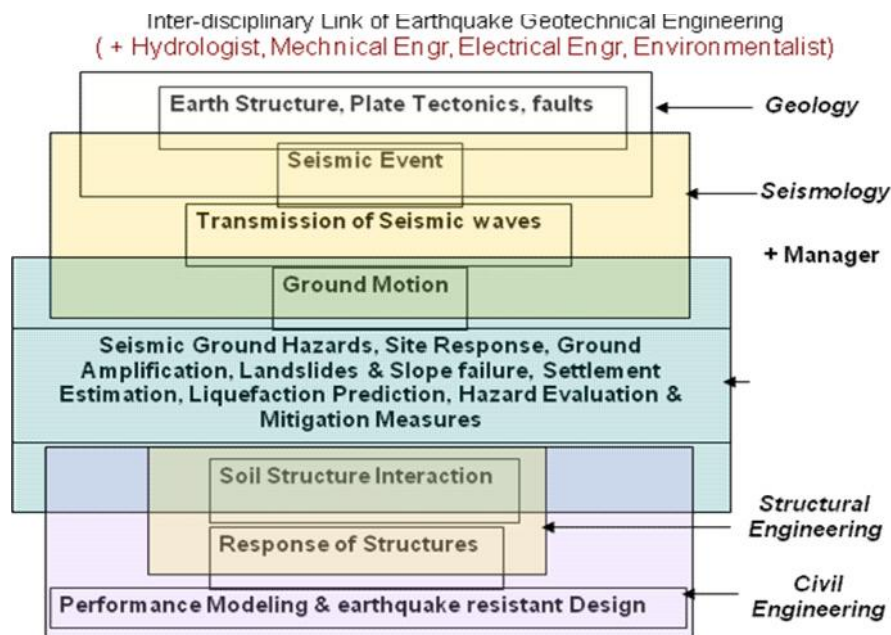 Inter-disciplinary Link of Earthquake Geotechnical Engineering
( + Hydrologist, Mechnical Engr, Electrical Engr, Environmentalist)
Earth Structure, Plate Tectonics, faults
Geology
Seismic Event
Seismology
Transmission of Seismic waves
+ Manager
Ground Motion
Seismic Ground Hazards, Site Response, Ground
Amplification, Landslides & Slope failure, Settlement
Estimation, Liquefaction Prediction, Hazard Evaluation &
Mitigation Measures
Soil Structure Interaction
Structural
Engineering
Response of Structures
Civil
Engineering
Performance Modeling & earthquake resistant Design